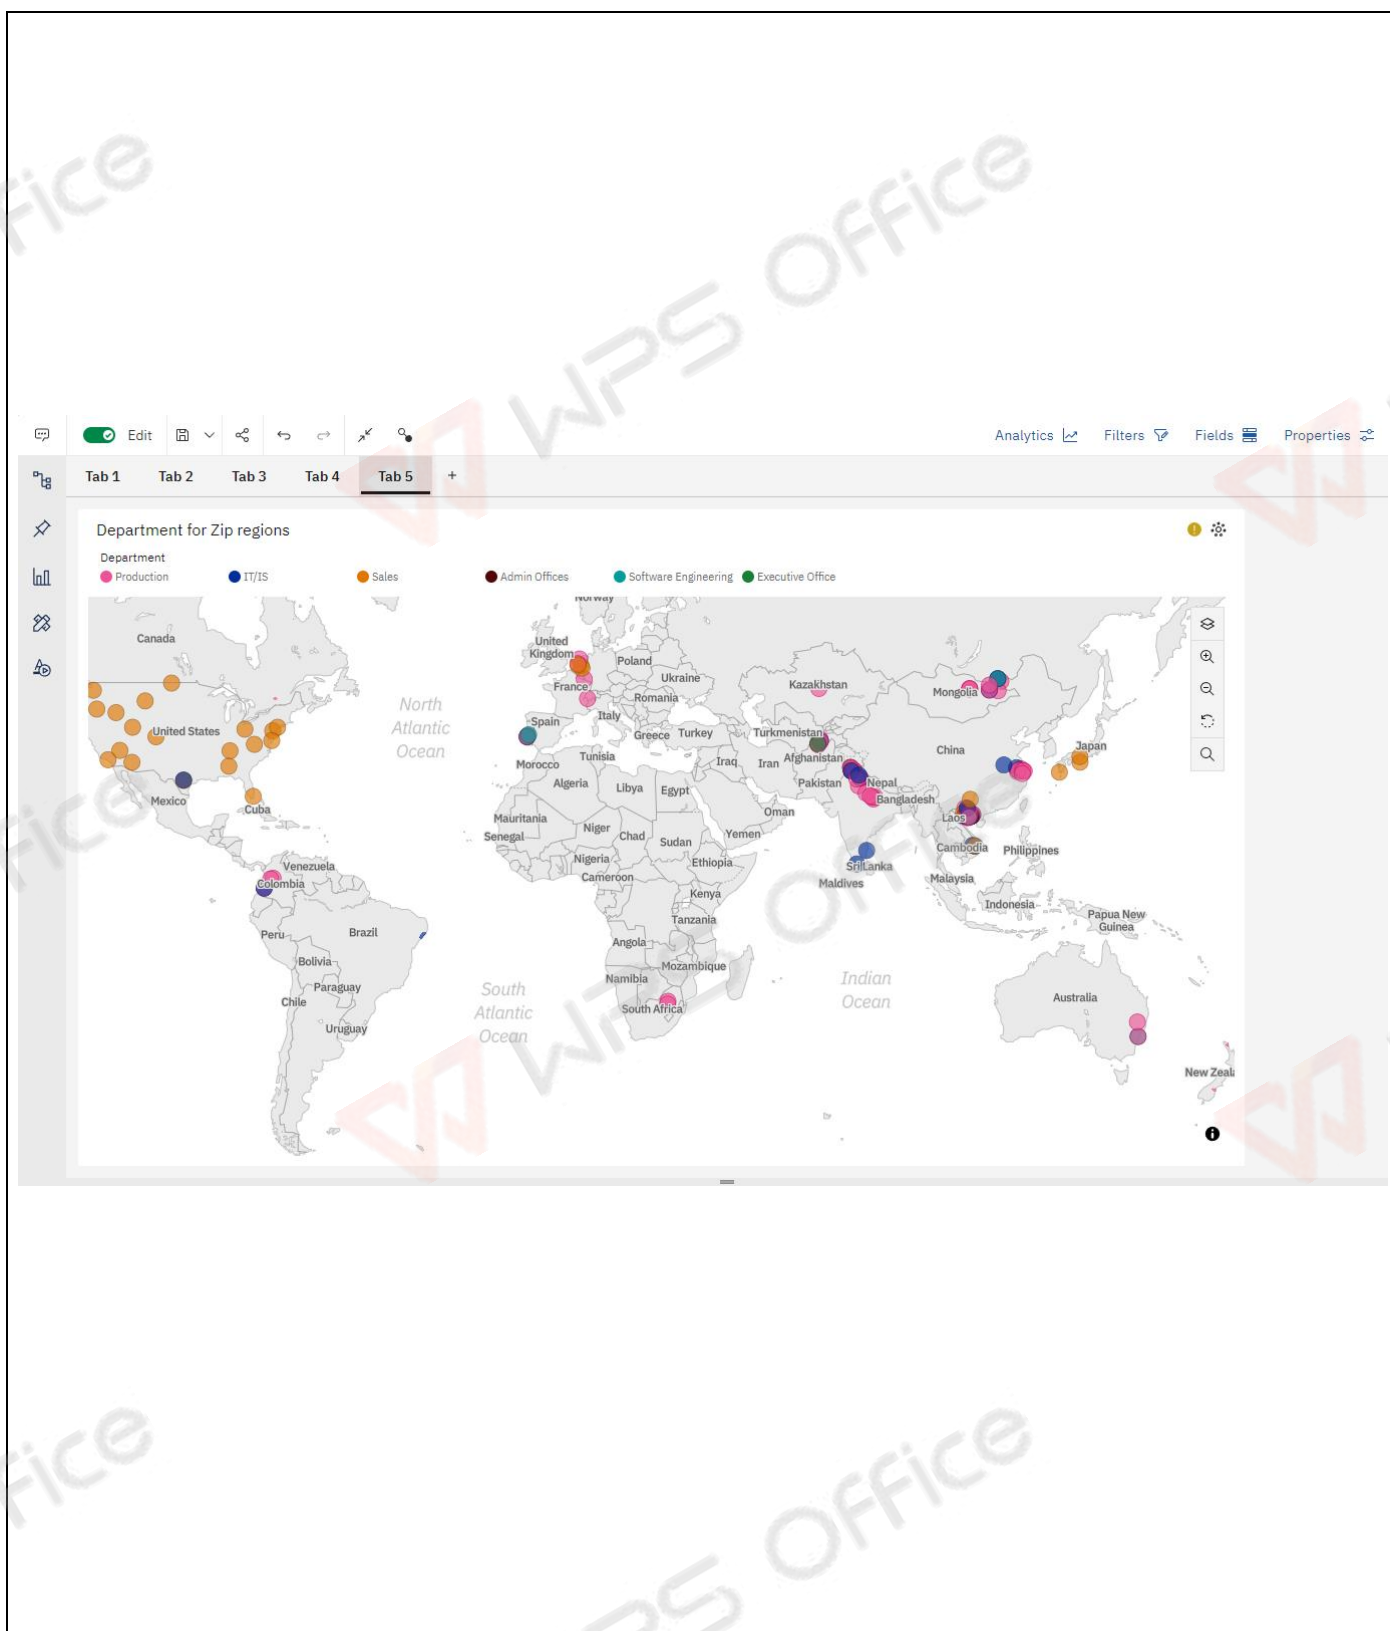 Edit
Analytics Filters Fields Properties
Tab 1 Tab 2 Tab 3 Tab 4 Tab 5 +
Department for Zip regions
Department
Production IT/IS Sales Admin Offices Software Engineering Executive Office
Norway
Canada
United
Kingdom
Poland
Ukraine
Kazakhstan
Mongolia
France
Romania
North
Atlantic
Ocean
United States
Spain
Italy
Greece Turkey
Turkmenistan
China
Japan
Morocco
Tunisia
Iraq
Iran
Afghanistan
Algeria
Libya
Egypt
Pakistan
Nepal
Bangladesh
Mexico
Cuba
Mauritania
Oman
Laos
Senegal
Niger
Chad
Sudan
Yemen
Cambodia
Philippines
Venezuela
Nigeria
Ethiopia
Sri Lanka
Colombia
Cameroon
Maldives
Malaysia
Kenya
Indonesia
Papua New
Guinea
Peru
Brazil
Tanzania
Angola
Bolivia
Mozambique
Namibia
Indian
Ocean
Paraguay
South
Atlantic
Ocean
Chile
South Africa
Australia
Uruguay
New Zeal
WPS Office
WPS Office
WPS Office